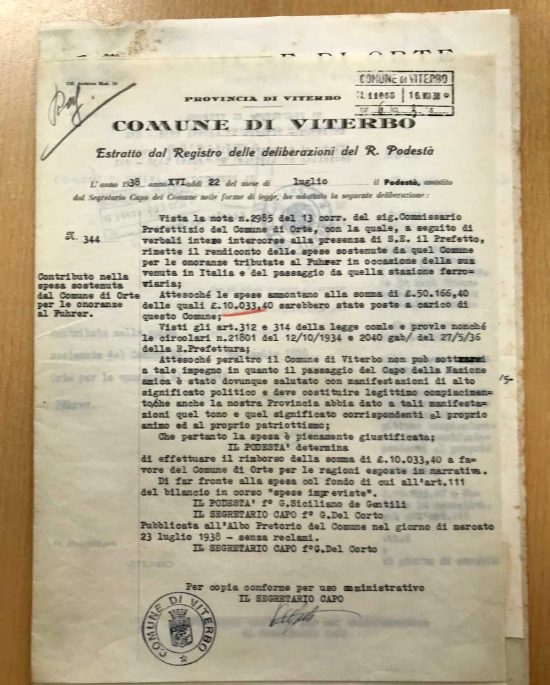 COMUNE DI VITERBO
16.VII.38
PROVINCIA DI VITERBO
COMUNE DI VITERBO
Estratto dal Registro delle deliberazioni del R. Podestà
L'anno 1938 anno XVI addì 22 del mese di luglio il Podestà, assistito
dal Segretario Capo del Comune nelle forme di legge, ha adottato la seguente deliberazione:
N. 344
Contributo nella
spesa sostenuta
dal Comune di Orte
per le onoranze
al Fuhrer.
Vista la nota n.2985 del 13 corr. del sig.Commissario
Prefettizio del Comune di Orte, con la quale, a seguito di
verbali intese intercorse alla presenza di S.E. il Prefetto,
rimette il rendiconto delle spese sostenute da quel Comune
per le onoranze tributate al Fuhrer in occasione della sua
venuta in Italia e del passaggio da quella stazione ferro=
viaria;
Attesochè le spese ammontano alla somma di £.50.166,40
delle quali £.10.033,40 sarebbero state poste a carico di
questo Comune;
Visti gli art.312 e 314 della legge comle e provle nonchè
le circolari n.21801 del 12/10/1934 e 2040 gab/ del 27/5/36
della R.Prefettura;
Attesochè peraltro il Comune di Viterbo non può sottrarsi
a tale impegno in quanto il passaggio del Capo della Nazione
amica è stato dovunque salutato con manifestazioni di alto
significato politico e deve costituire legittimo compiacimen=
to che anche la nostra Provincia abbia dato a tali manifesta=
zioni quel tono e quel significato corrispondenti al proprio
animo ed al proprio patriottismo;
Che pertanto la spesa è pienamente giustificata;
IL PODESTA' determina
di effettuare il rimborso della somma di £.10.033,40 a fa=
vore del Comune di Orte per le ragioni esposte in narrativa.
Di far fronte alla spesa col fondo di cui all'art.111
del bilancio in corso "spese impreviste".
IL PODESTA' f° G.Siciliano de Gentili
IL SEGRETARIO CAPO f° G.Del Corto
Pubblicata all'Albo Pretorio del Comune nel giorno di mercato
23 luglio 1938 - senza reclami.
IL SEGRETARIO CAPO f°G.Del Corto
Per copia conforme per uso amministrativo
IL SEGRETARIO CAPO
COMUNE DI VITERBO